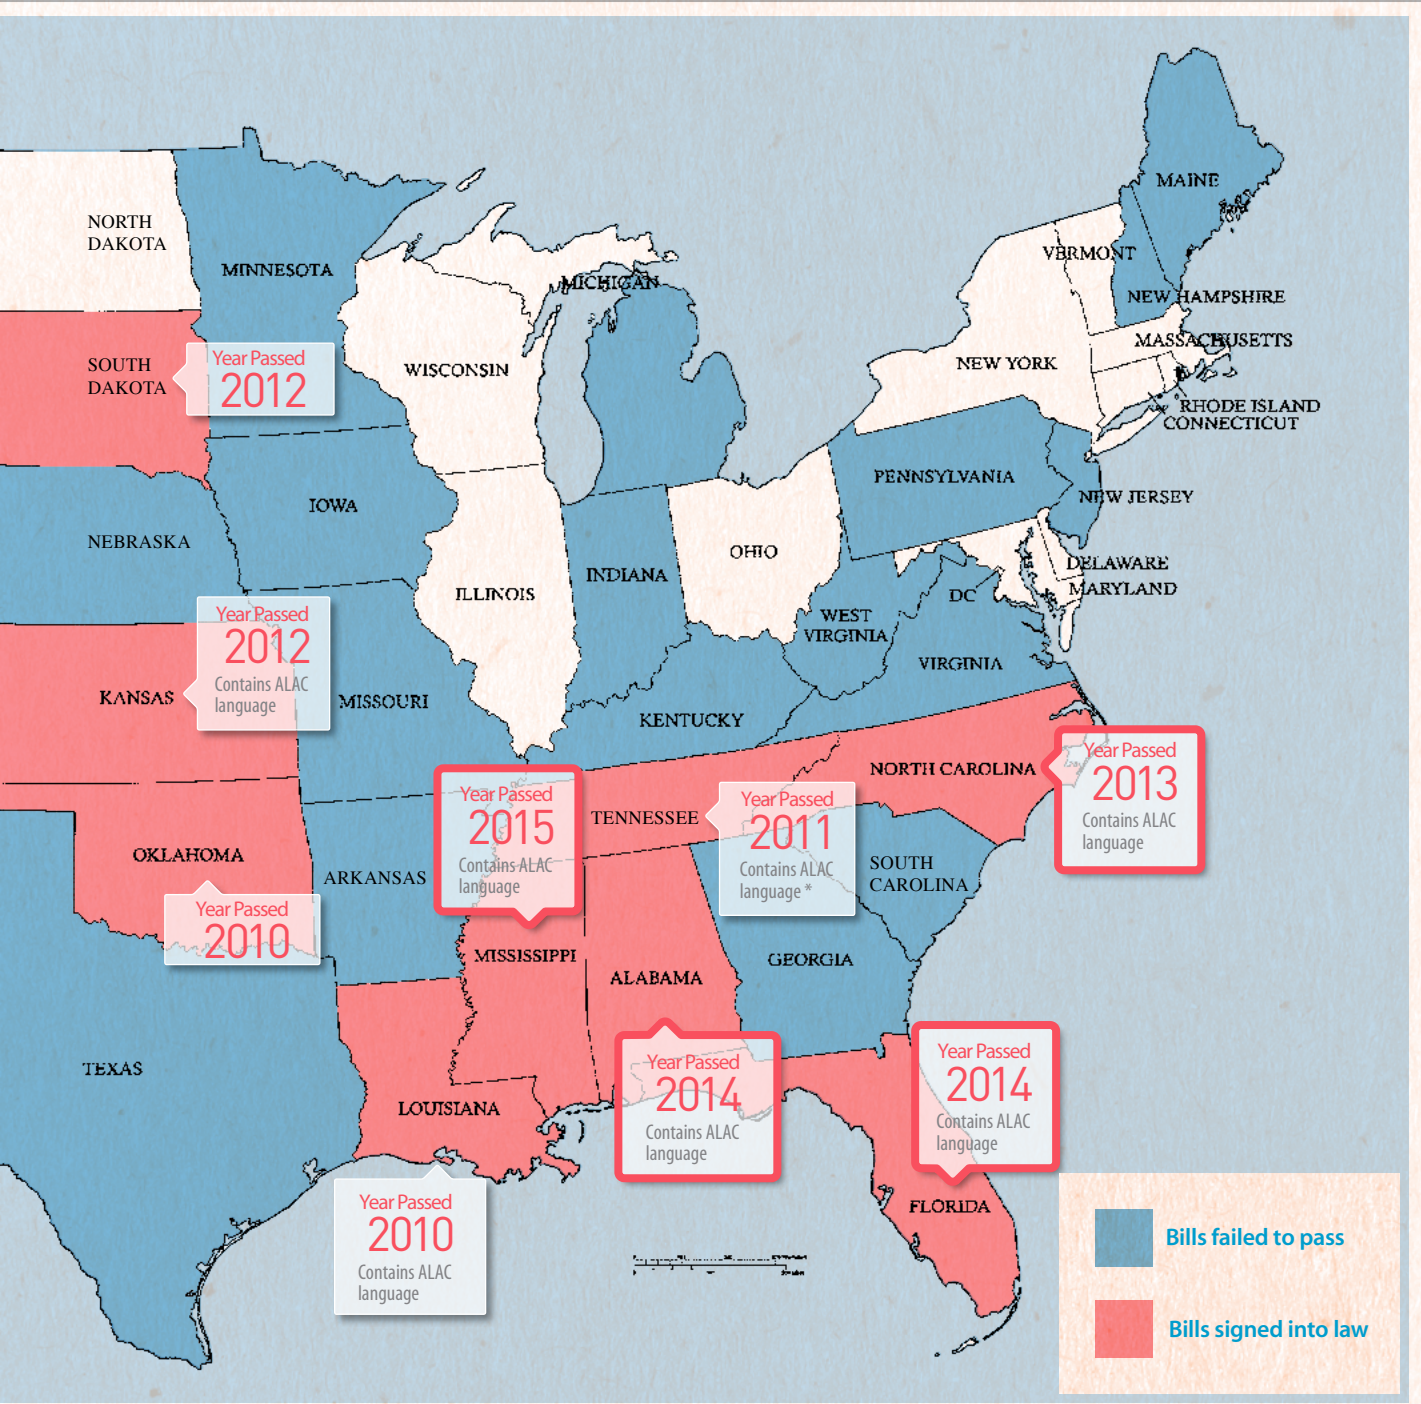 MAINE
NORTH
DAKOTA
MINNESOTA
VERMONT
MICHIGAN
NEW HAMPSHIRE
MASSACHUSETTS
SOUTH
DAKOTA
Year Passed
2012
WISCONSIN
NEW YORK
RHODE ISLAND
CONNECTICUT
PENNSYLVANIA
NEW JERSEY
IOWA
NEBRASKA
OHIO
INDIANA
DELAWARE
MARYLAND
ILLINOIS
DC
WEST
VIRGINIA
VIRGINIA
Year Passed
2012
Contains ALAC
language
KANSAS
MISSOURI
KENTUCKY
NORTH CAROLINA
Year Passed
2013
Contains ALAC
language
Year Passed
2015
Contains ALAC
language
TENNESSEE
Year Passed
2011
Contains ALAC
language *
OKLAHOMA
ARKANSAS
SOUTH
CAROLINA
Year Passed
2010
MISSISSIPPI
ALABAMA
GEORGIA
TEXAS
Year Passed
2014
Contains ALAC
language
Year Passed
2014
Contains ALAC
language
LOUISIANA
Year Passed
2010
Contains ALAC
language
FLORIDA
Bills failed to pass
Bills signed into law